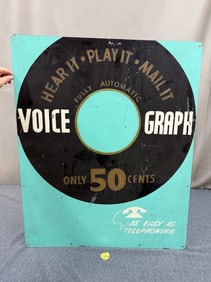 HEAR IT • PLAY IT • MAIL IT
FULLY AUTOMATIC
VOICE GRAPH
ONLY 50 CENTS
AS EASY AS
TELEPHONING